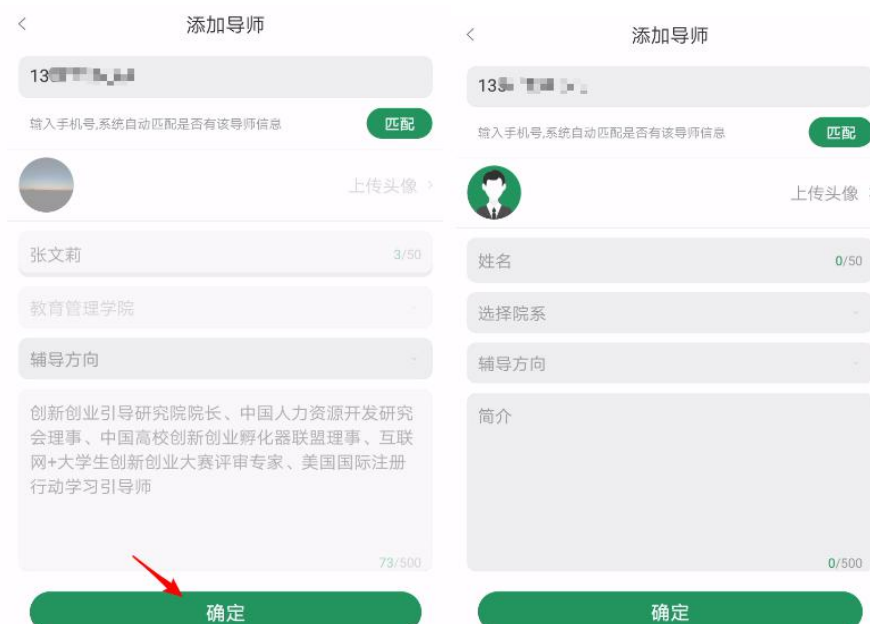 添加导师
13
输入手机号,系统自动匹配是否有该导师信息
匹配
上传头像
张文莉
3/50
教育管理学院
辅导方向
创新创业引导研究院院长、中国人力资源开发研究
会理事、中国高校创新创业孵化器联盟理事、互联
网+大学生创新创业大赛评审专家、美国国际注册
行动学习引导师
73/500
确定
添加导师
133
输入手机号,系统自动匹配是否有该导师信息
匹配
上传头像
姓名
0/50
选择院系
辅导方向
简介
0/500
确定